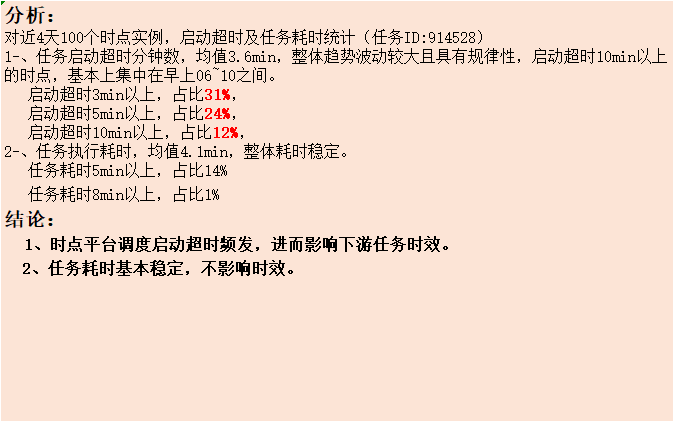 分析：
对近4天100个时点实例，启动超时及任务耗时统计（任务ID:914528）
1-、任务启动超时分钟数，均值3.6min，整体趋势波动较大且具有规律性，启动超时10min以上
的时点，基本上集中在早上06~10之间。
启动超时3min以上，占比31%，
启动超时5min以上，占比24%，
启动超时10min以上，占比12%，
2-、任务执行耗时，均值4.1min，整体耗时稳定。
任务耗时5min以上，占比14%
任务耗时8min以上，占比1%
结论：
1、时点平台调度启动超时频发，进而影响下游任务时效。
2、任务耗时基本稳定，不影响时效。